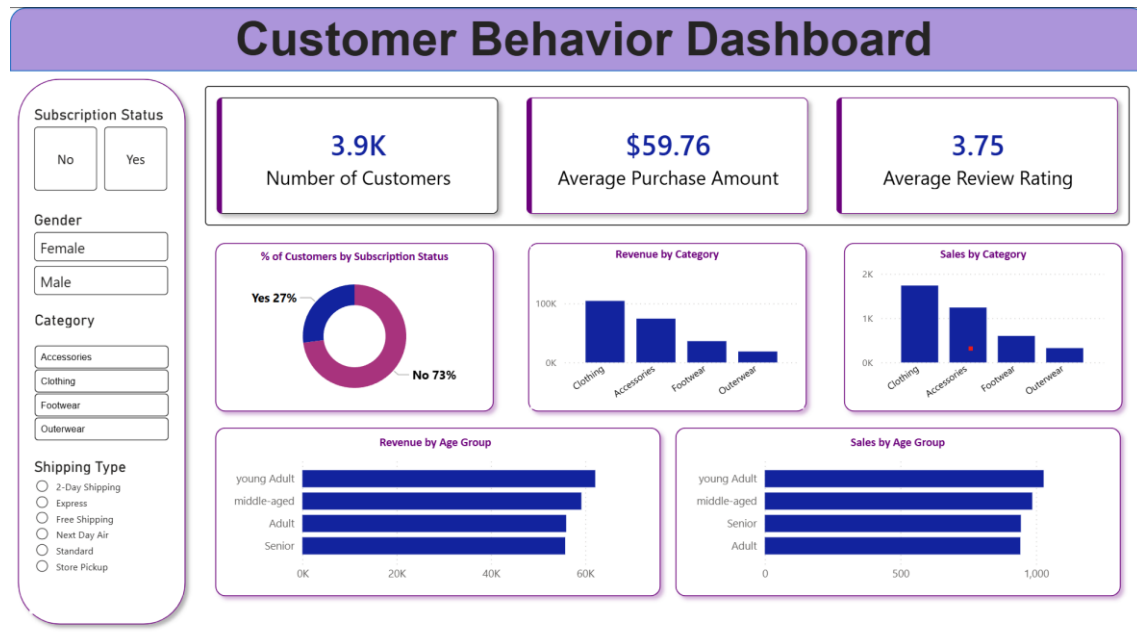 Customer Behavior Dashboard
Subscription Status
No
Yes
Gender
Female
Male
Category
Accessories
Clothing
Footwear
Outerwear
Shipping Type
2-Day Shipping
Express
Free Shipping
Next Day Air
Standard
Store Pickup
3.9K
Number of Customers
$59.76
Average Purchase Amount
3.75
Average Review Rating
% of Customers by Subscription Status
Yes 27%
No 73%
Revenue by Category
100K
0K
Clothing
Accessories
Footwear
Outerwear
Sales by Category
2K
1K
0K
Clothing
Accessories
Footwear
Outerwear
Revenue by Age Group
young Adult
middle-aged
Adult
Senior
0K 20K 40K 60K
Sales by Age Group
young Adult
middle-aged
Senior
Adult
0 500 1,000